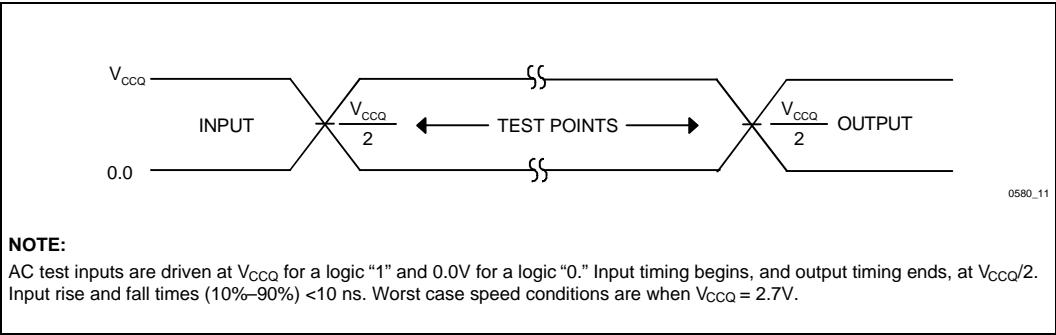 VCCQ
INPUT
VCCQ
2
TEST POINTS
VCCQ
2
OUTPUT
0.0
0580_11
NOTE:
AC test inputs are driven at VCCQ for a logic “1” and 0.0V for a logic “0.” Input timing begins, and output timing ends, at VCCQ/2.
Input rise and fall times (10%–90%) <10 ns. Worst case speed conditions are when VCCQ = 2.7V.